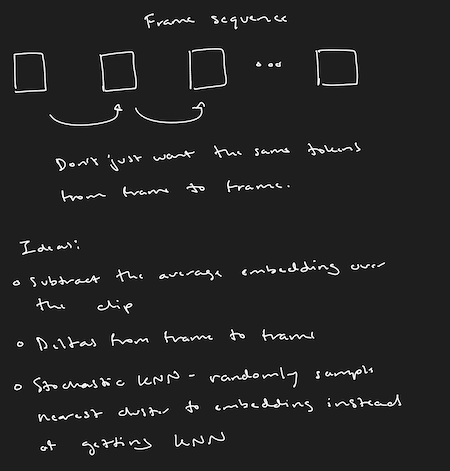 Frame sequence
Don't just want the same tokens
from frame to frame.
Ideas:
Subtract the average embedding over
the clip
Deltas from frame to frame
Stochastic KNN - randomly sample
nearest cluster to embedding instead
of getting KNN